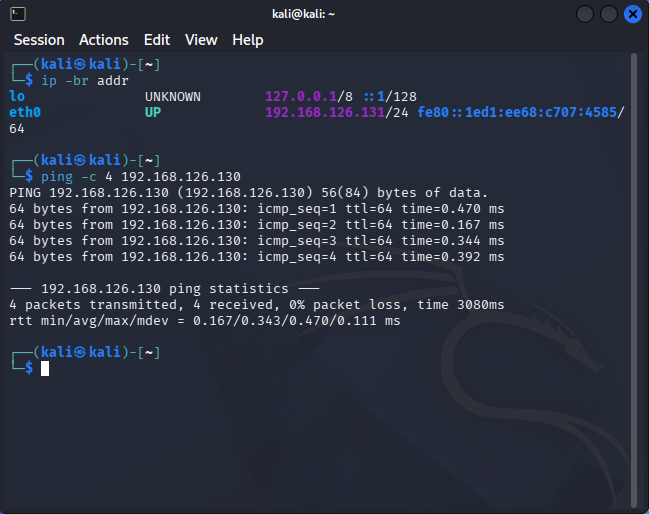 kali@kali: ~
Session Actions Edit View Help
┌──(kali㉿kali)-[~]
└─$ ip -br addr
lo UNKNOWN 127.0.0.1/8 ::1/128
eth0 UP 192.168.126.131/24 fe80::1ed1:ee68:c707:4585/
64
┌──(kali㉿kali)-[~]
└─$ ping -c 4 192.168.126.130
PING 192.168.126.130 (192.168.126.130) 56(84) bytes of data.
64 bytes from 192.168.126.130: icmp_seq=1 ttl=64 time=0.470 ms
64 bytes from 192.168.126.130: icmp_seq=2 ttl=64 time=0.167 ms
64 bytes from 192.168.126.130: icmp_seq=3 ttl=64 time=0.344 ms
64 bytes from 192.168.126.130: icmp_seq=4 ttl=64 time=0.392 ms
--- 192.168.126.130 ping statistics ---
4 packets transmitted, 4 received, 0% packet loss, time 3080ms
rtt min/avg/max/mdev = 0.167/0.343/0.470/0.111 ms
┌──(kali㉿kali)-[~]
└─$